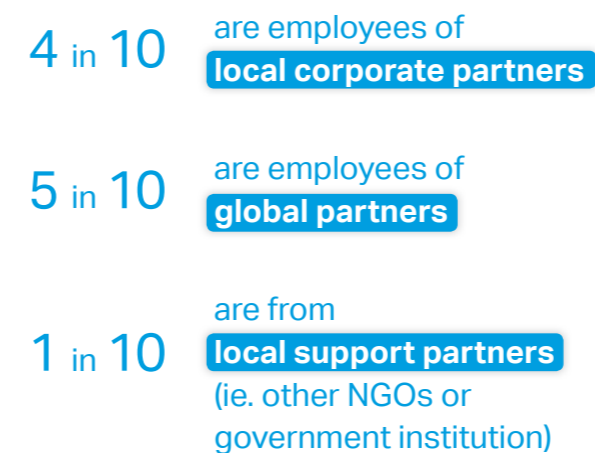 4 in 10
are employees of
local corporate partners
5 in 10
are employees of
global partners
1 in 10
are from
local support partners
(ie. other NGOs or
government institution)